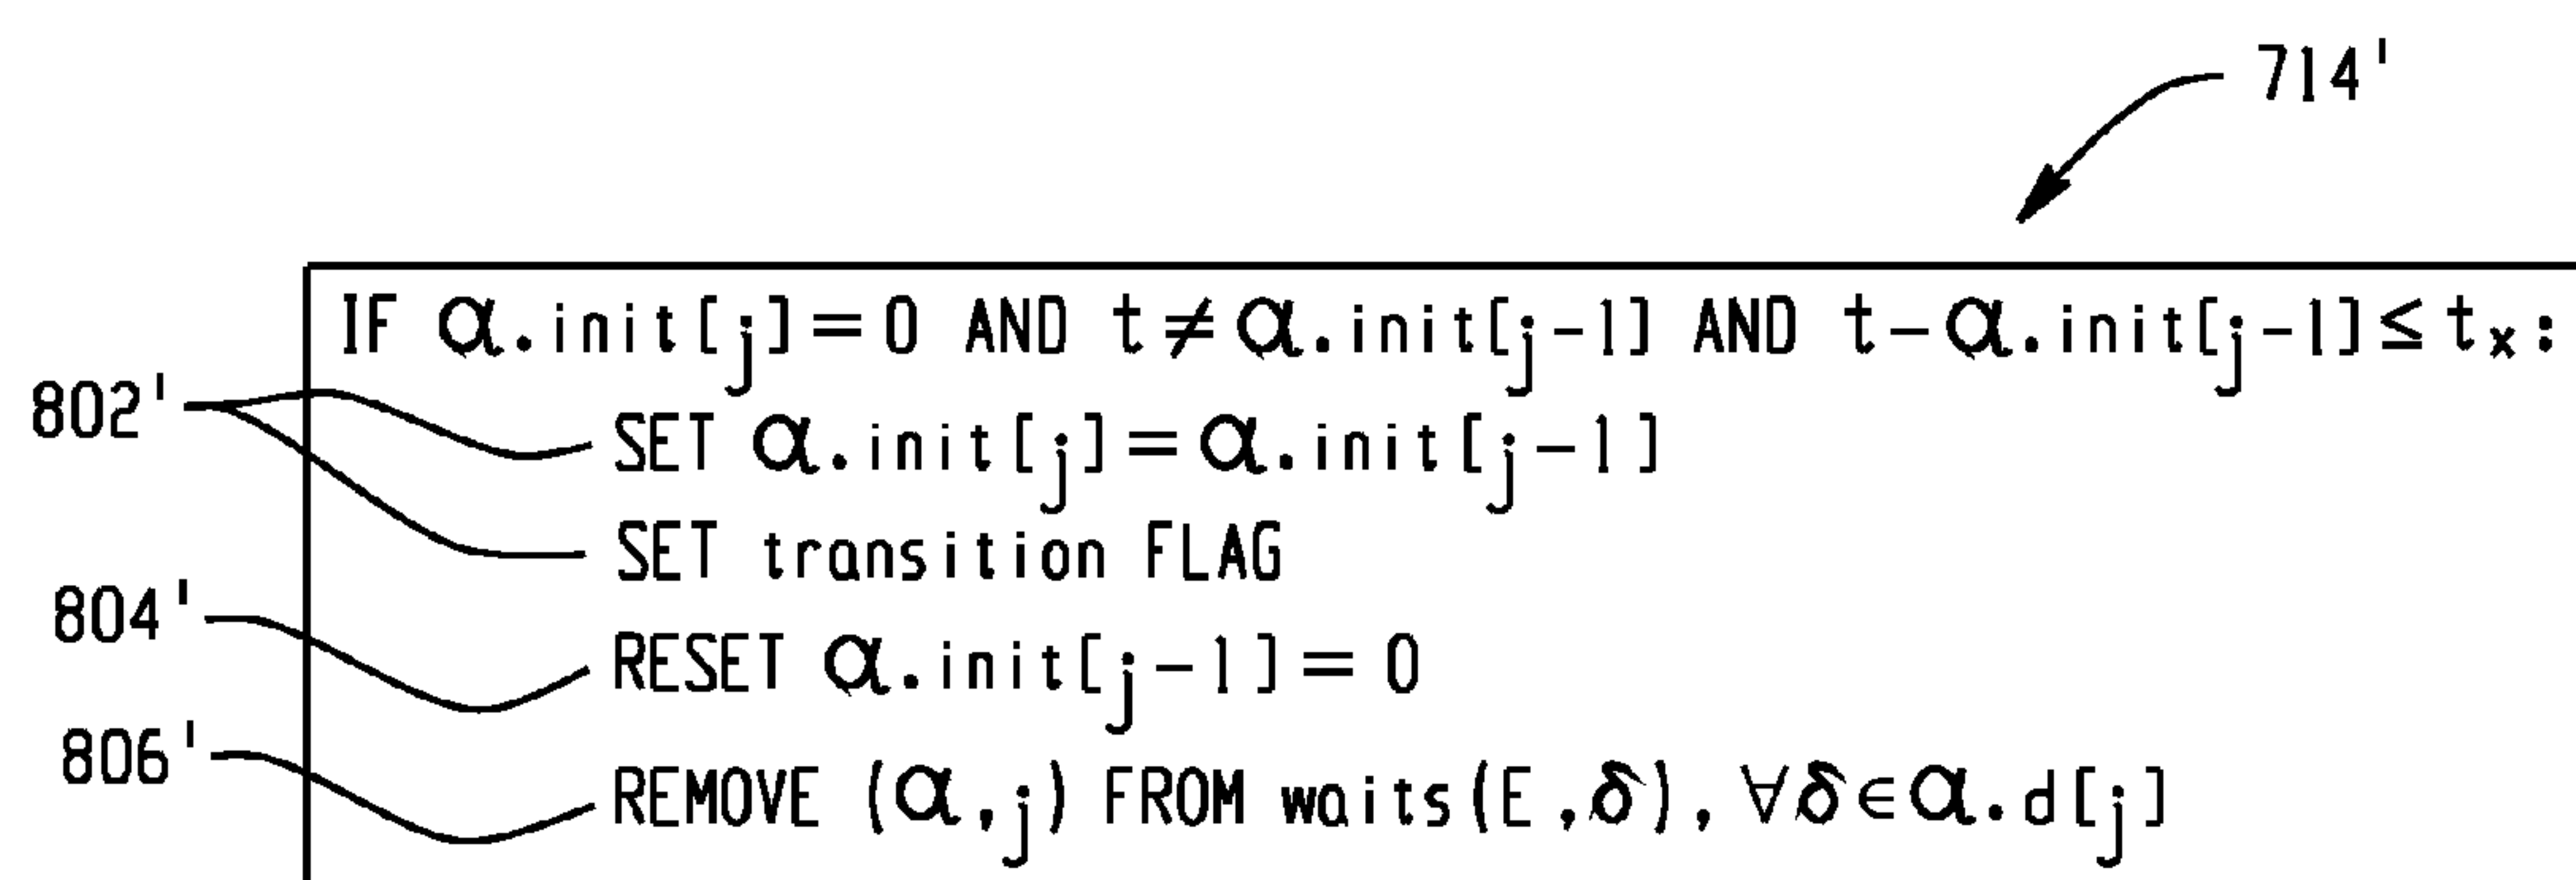 714'
IF α.init[j]=0 AND t≠α.init[j-1] AND t-α.init[j-1]≤tx:
802'
SET α.init[j]=α.init[j-1]
SET transition FLAG
804'
RESET α.init[j-1]=0
806'
REMOVE (α,j) FROM waits(E,δ), ∀δ∈α.d[j]